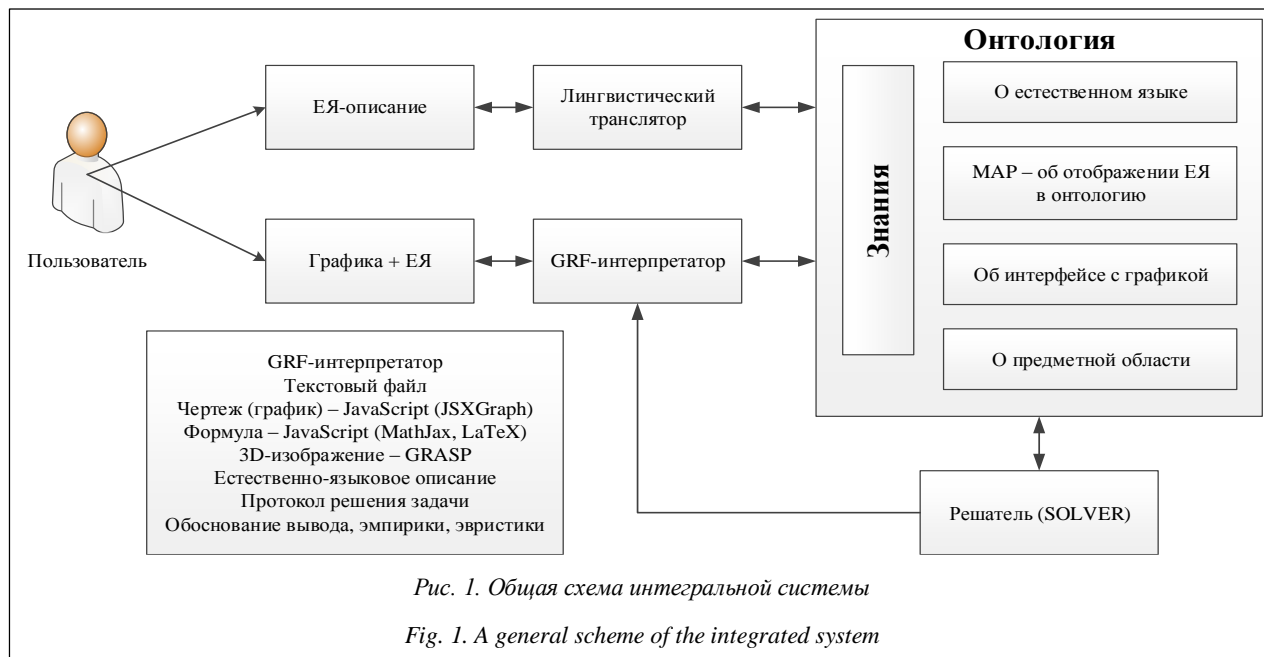 Онтология
ЕЯ-описание
Лингвистический
транслятор
О естественном языке
MAP – об отображении ЕЯ
в онтологию
Знания
Пользователь
Графика + ЕЯ
GRF-интерпретатор
Об интерфейсе с графикой
О предметной области
GRF-интерпретатор
Текстовый файл
Чертеж (график) – JavaScript (JSXGraph)
Формула – JavaScript (MathJax, LaTeX)
3D-изображение – GRASP
Естественно-языковое описание
Протокол решения задачи
Обоснование вывода, эмпирики, эвристики
Решатель (SOLVER)
Рис. 1. Общая схема интегральной системы
Fig. 1. A general scheme of the integrated system